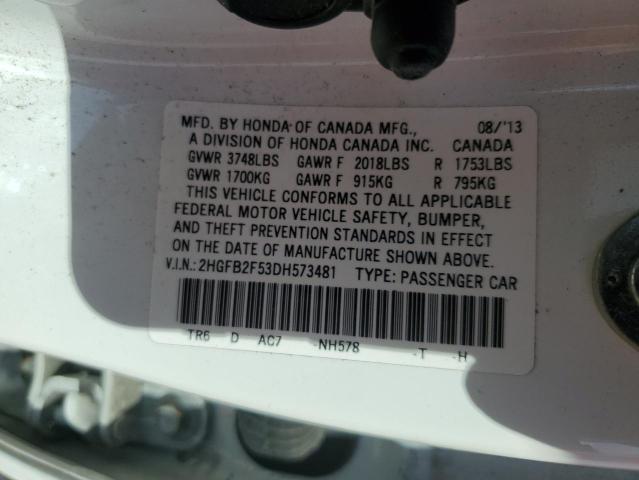 MFD. BY HONDA OF CANADA MFG., 08/'13
A DIVISION OF HONDA CANADA INC. CANADA
GVWR 3748LBS GAWR F 2018LBS R 1753LBS
GVWR 1700KG GAWR F 915KG R 795KG
THIS VEHICLE CONFORMS TO ALL APPLICABLE
FEDERAL MOTOR VEHICLE SAFETY, BUMPER,
AND THEFT PREVENTION STANDARDS IN EFFECT
ON THE DATE OF MANUFACTURE SHOWN ABOVE.
V.I.N.: 2HGFB2F53DH573481 TYPE: PASSENGER CAR
TR6 D AC7 -NH578 -T -H